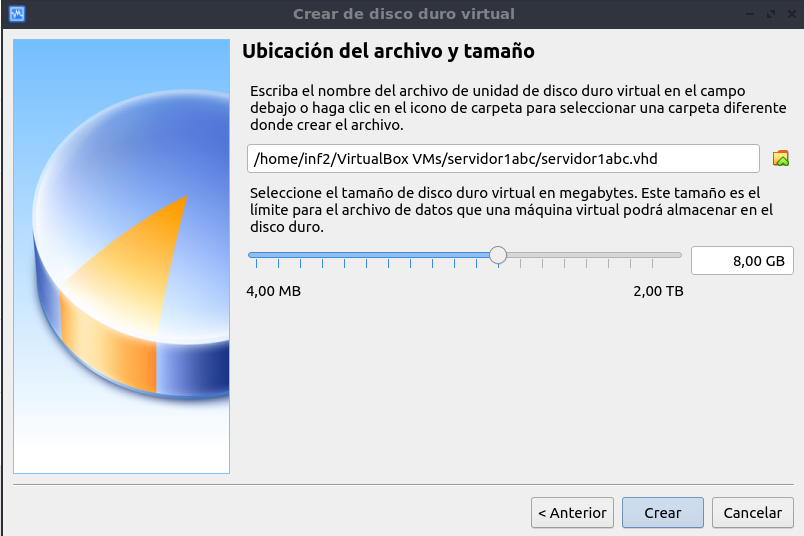 Crear de disco duro virtual
Ubicación del archivo y tamaño
Escriba el nombre del archivo de unidad de disco duro virtual en el campo
debajo o haga clic en el icono de carpeta para seleccionar una carpeta diferente
donde crear el archivo.
/home/inf2/VirtualBox VMs/servidor1abc/servidor1abc.vhd
Seleccione el tamaño de disco duro virtual en megabytes. Este tamaño es el
límite para el archivo de datos que una máquina virtual podrá almacenar en el
disco duro.
8,00 GB
4,00 MB
2,00 TB
< Anterior
Crear
Cancelar